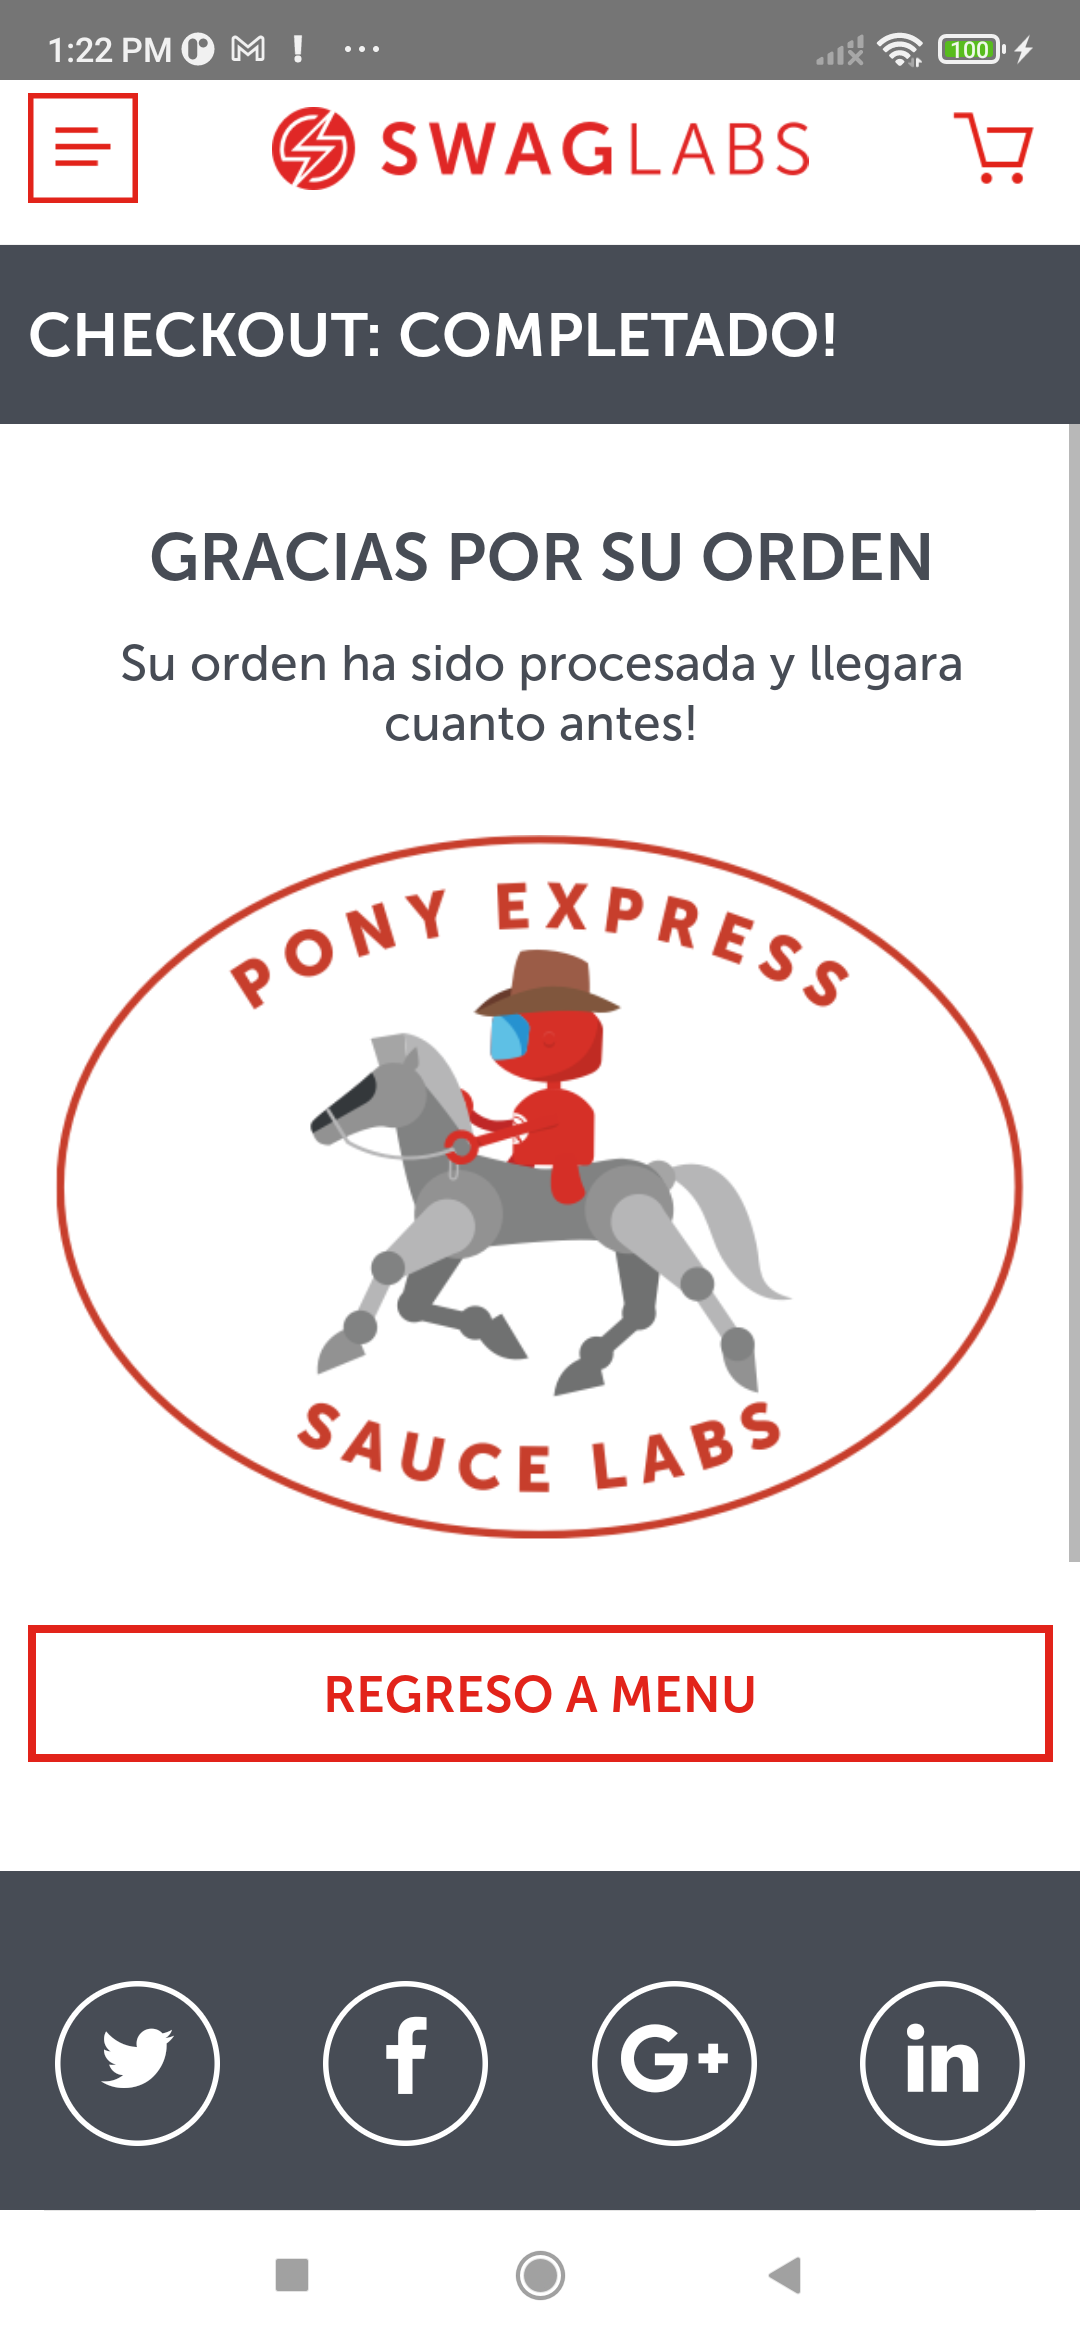 1:22 PM
100
SWAGLABS
CHECKOUT: COMPLETADO!
GRACIAS POR SU ORDEN
Su orden ha sido procesada y llegara
cuanto antes!
PONY EXPRESS
SAUCE LABS
REGRESO A MENU
f G+ in